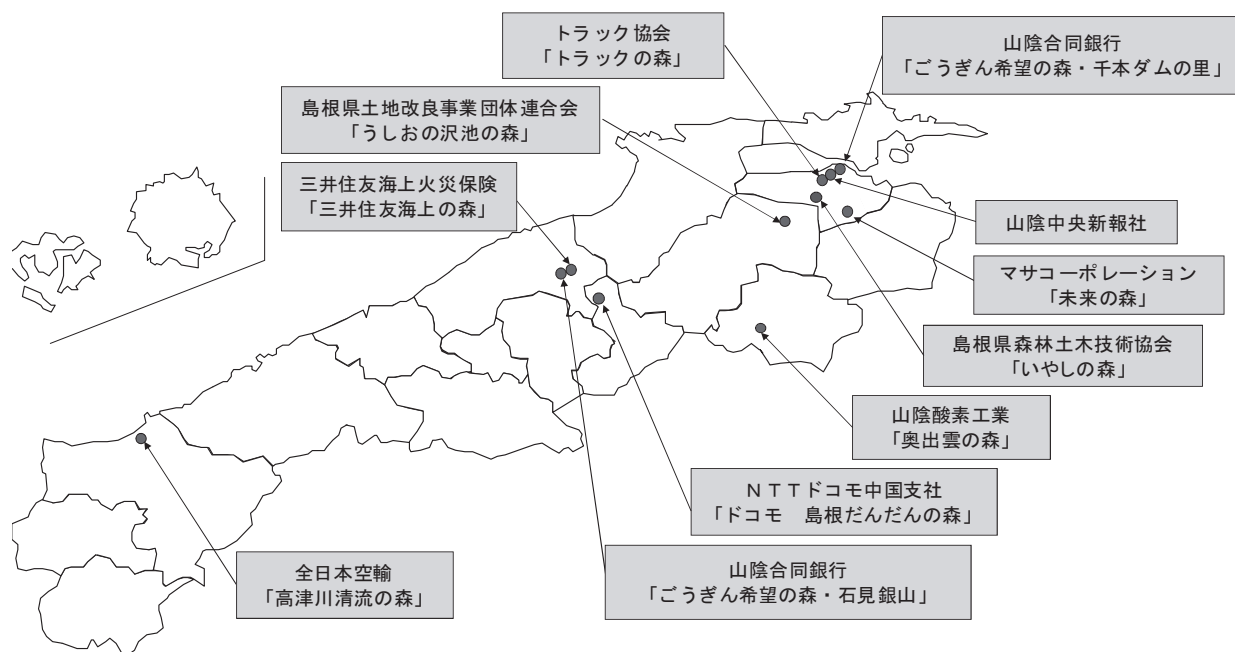 トラック協会
「トラックの森」
山陰合同銀行
「ごうぎん希望の森・千本ダムの里」
島根県土地改良事業団体連合会
「うしおの沢池の森」
三井住友海上火災保険
「三井住友海上の森」
山陰中央新報社
マサコーポレーション
「未来の森」
島根県森林土木技術協会
「いやしの森」
山陰酸素工業
「奥出雲の森」
NTTドコモ中国支社
「ドコモ　島根だんだんの森」
全日本空輸
「高津川清流の森」
山陰合同銀行
「ごうぎん希望の森・石見銀山」